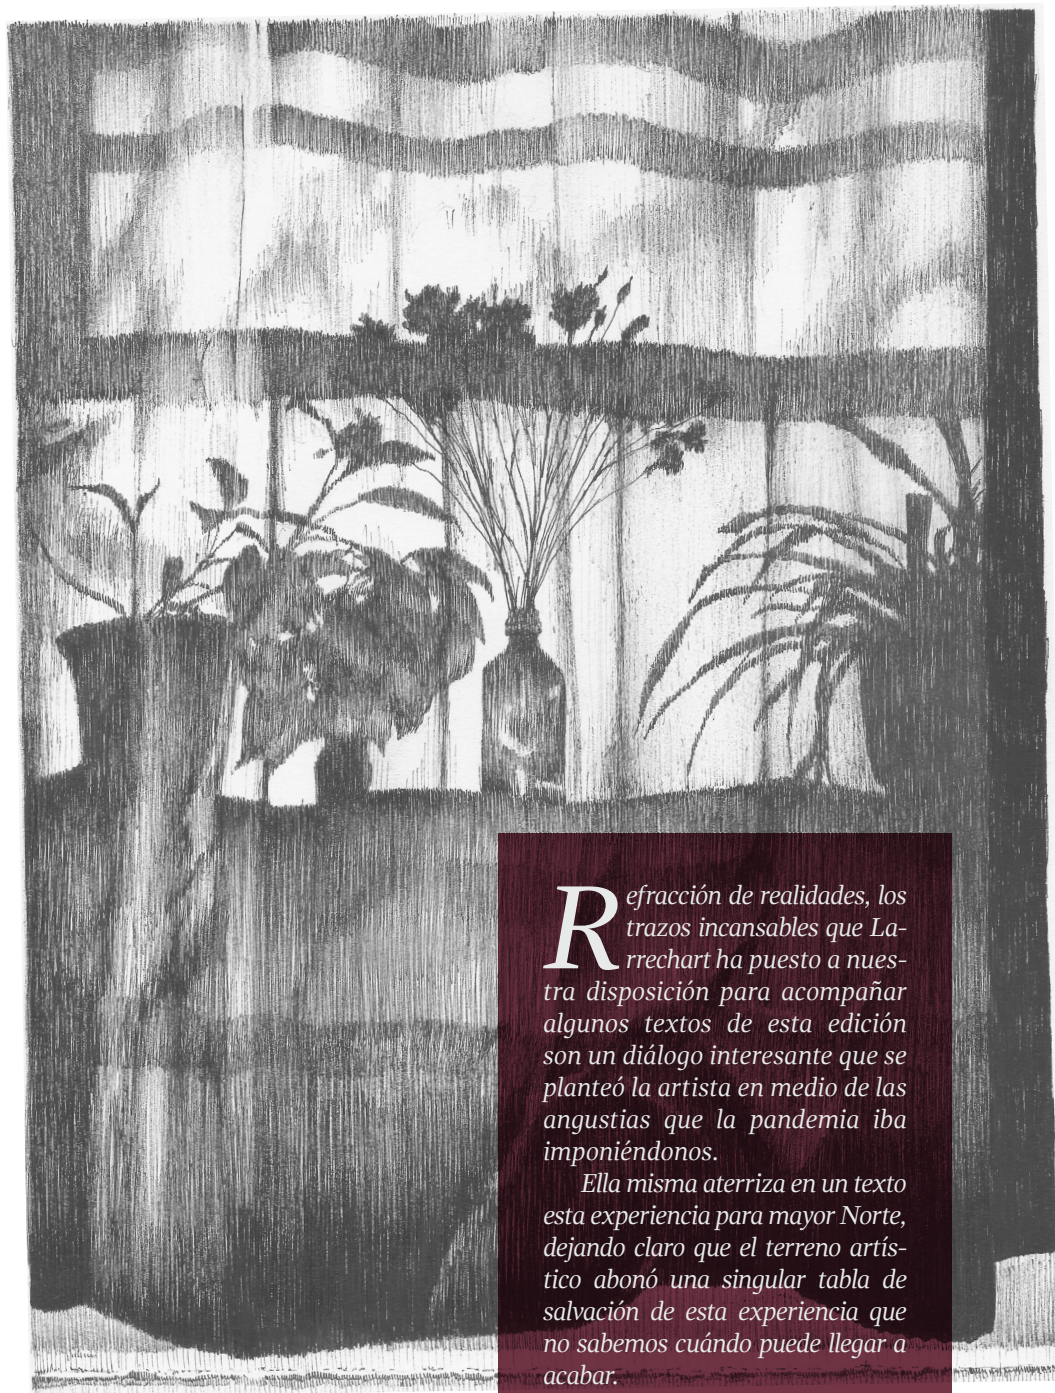 Refracción de realidades, los
trazos incansables que La-
rrechart ha puesto a nues-
tra disposición para acompañar
algunos textos de esta edición
son un diálogo interesante que se
planteó la artista en medio de las
angustias que la pandemia iba
imponiéndonos.
Ella misma aterriza en un texto
esta experiencia para mayor Norte,
dejando claro que el terreno artís-
tico abonó una singular tabla de
salvación de esta experiencia que
no sabemos cuándo puede llegar a
acabar.